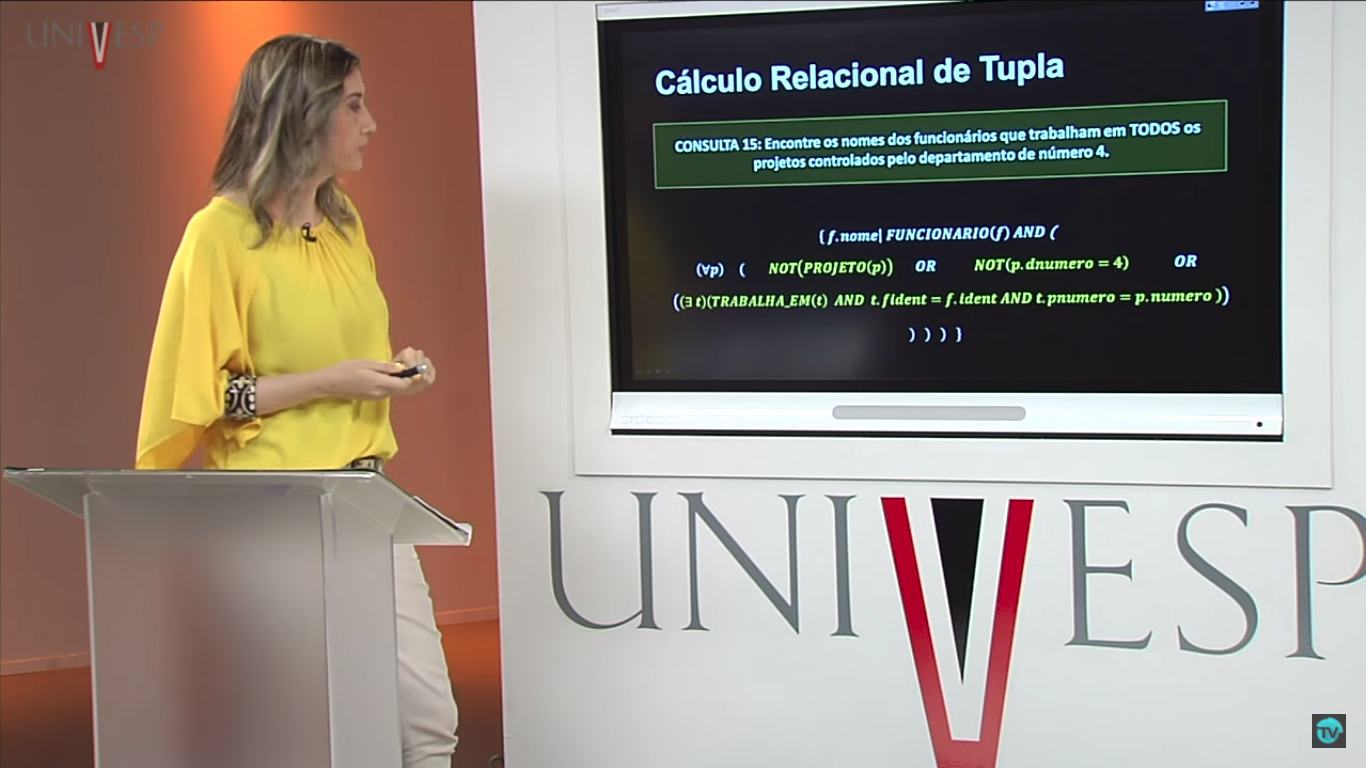 UNIVESP
Cálculo Relacional de Tupla
CONSULTA 15: Encontre os nomes dos funcionários que trabalham em TODOS os
projetos controlados pelo departamento de número 4.
{ f.nome| FUNCIONARIO(f) AND (
(∀p) ( NOT(PROJETO(p)) OR NOT(p.dnumero = 4) OR
((∃ t)(TRABALHA_EM(t) AND t.fident = f.ident AND t.pnumero = p.numero ))
) ) ) }
UNIVESP
TV